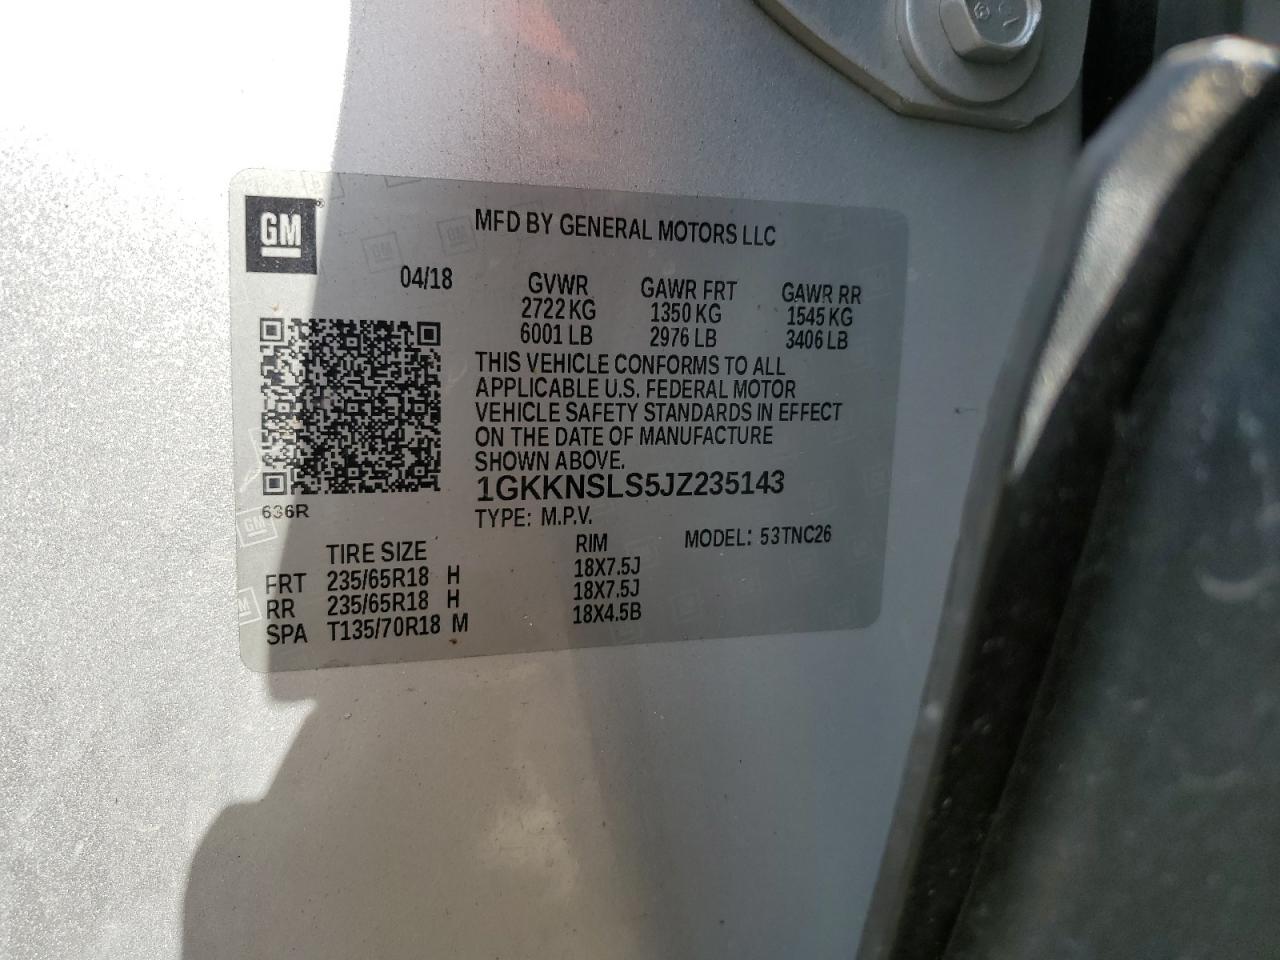 GM
MFD BY GENERAL MOTORS LLC
04/18 GVWR GAWR FRT GAWR RR
2722 KG 1350 KG 1545 KG
6001 LB 2976 LB 3406 LB
THIS VEHICLE CONFORMS TO ALL
APPLICABLE U.S. FEDERAL MOTOR
VEHICLE SAFETY STANDARDS IN EFFECT
ON THE DATE OF MANUFACTURE
SHOWN ABOVE.
1GKKNSLS5JZ235143
636R
TYPE: M.P.V.
MODEL: 53TNC26
TIRE SIZE RIM
FRT 235/65R18 H 18X7.5J
RR 235/65R18 H 18X7.5J
SPA T135/70R18 M 18X4.5B